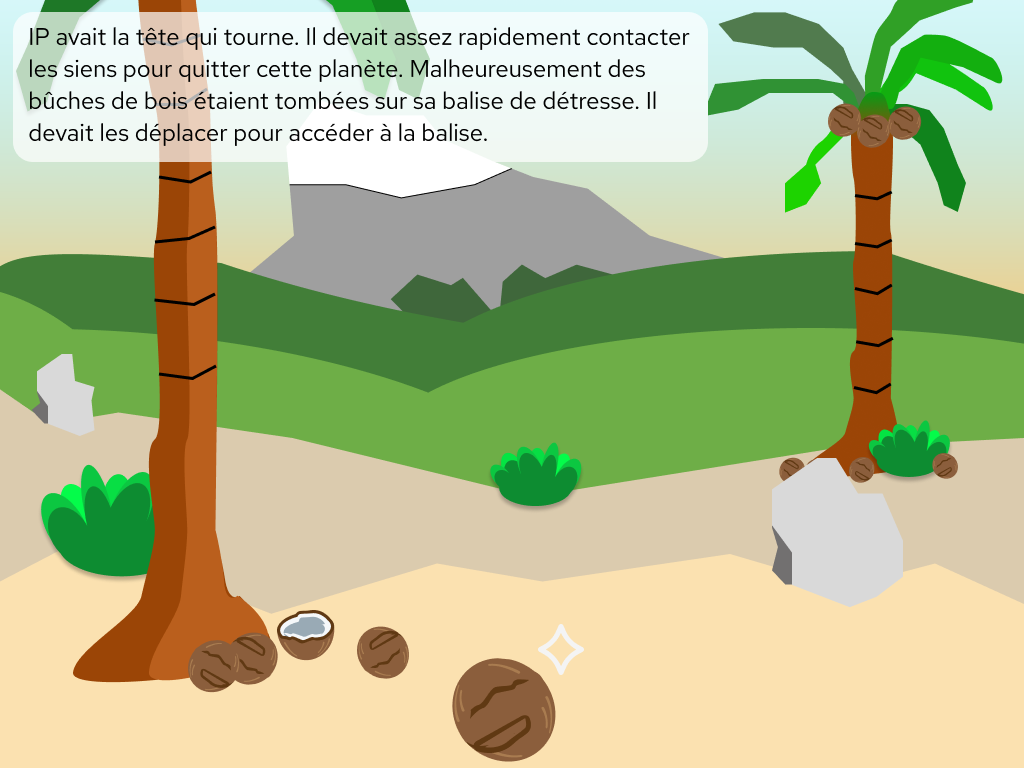 IP avait la tête qui tourne. Il devait assez rapidement contacter
les siens pour quitter cette planète. Malheureusement des
bûches de bois étaient tombées sur sa balise de détresse. Il
devait les déplacer pour accéder à la balise.